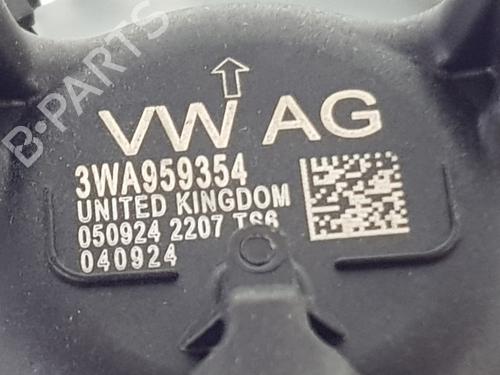 B-PARTS
VW AG
3WA959354
UNITED KINGDOM
050924 2207 TS6
040924